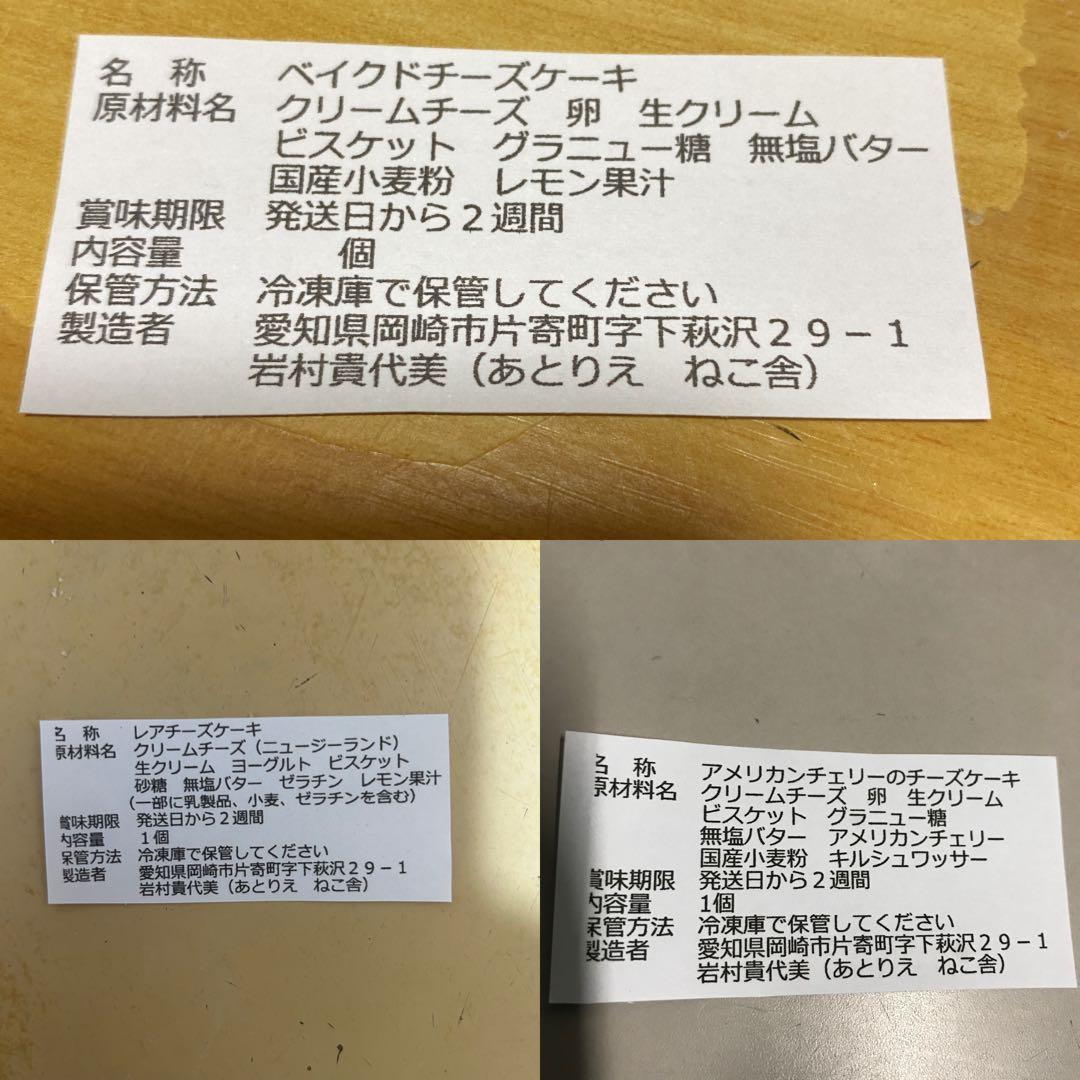 名　称　ベイクドチーズケーキ
原材料名　クリームチーズ　卵　生クリーム
ビスケット　グラニュー糖　無塩バター
国産小麦粉　レモン果汁
賞味期限　発送日から２週間
内容量　個
保管方法　冷凍庫で保管してください
製造者　愛知県岡崎市片寄町字下萩沢２９－１
岩村貴代美（あとりえ　ねこ舎）
名　称　レアチーズケーキ
原材料名　クリームチーズ（ニュージーランド）
生クリーム　ヨーグルト　ビスケット
砂糖　無塩バター　ゼラチン　レモン果汁
（一部に乳製品、小麦、ゼラチンを含む）
賞味期限　発送日から２週間
内容量　１個
保管方法　冷凍庫で保管してください
製造者　愛知県岡崎市片寄町字下萩沢２９－１
岩村貴代美（あとりえ　ねこ舎）
名　称　アメリカンチェリーのチーズケーキ
原材料名　クリームチーズ　卵　生クリーム
ビスケット　グラニュー糖
無塩バター　アメリカンチェリー
国産小麦粉　キルシュワッサー
賞味期限　発送日から２週間
内容量　1個
保管方法　冷凍庫で保管してください
製造者　愛知県岡崎市片寄町字下萩沢２９－１
岩村貴代美（あとりえ　ねこ舎）